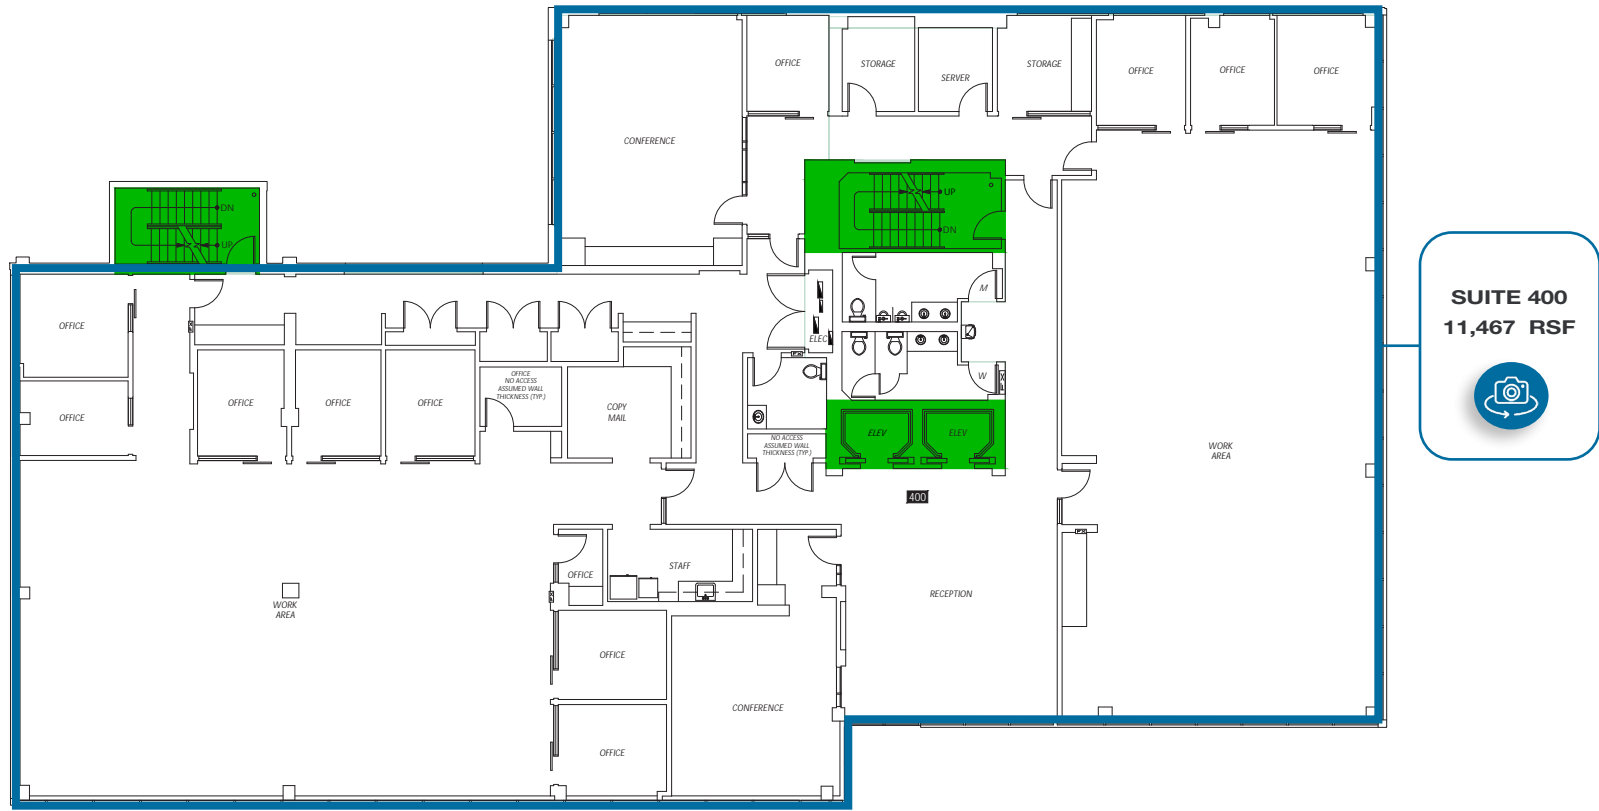 OFFICE
STORAGE
SERVER
STORAGE
OFFICE
OFFICE
OFFICE
CONFERENCE
UP
DN
DN
UP
M
ELEC
W
OFFICE
OFFICE
OFFICE
OFFICE
OFFICE
OFFICE
NO ACCESS
ASSUMED WALL
THICKNESS (TYP.)
COPY
MAIL
NO ACCESS
ASSUMED WALL
THICKNESS (TYP.)
ELEV
ELEV
400
WORK
AREA
SUITE 400
11,467 RSF
OFFICE
STAFF
RECEPTION
WORK
AREA
OFFICE
CONFERENCE
OFFICE